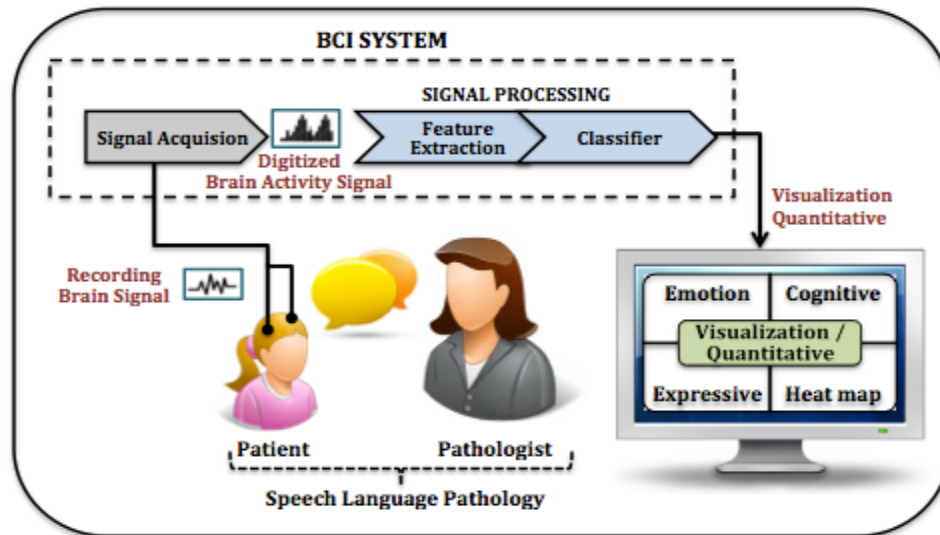 BCI SYSTEM
SIGNAL PROCESSING
Signal Acquision
Digitized
Brain Activity Signal
Feature
Extraction
Classifier
Visualization
Quantitative
Recording
Brain Signal
Emotion
Cognitive
Visualization /
Quantitative
Expressive
Heat map
Patient
Pathologist
Speech Language Pathology